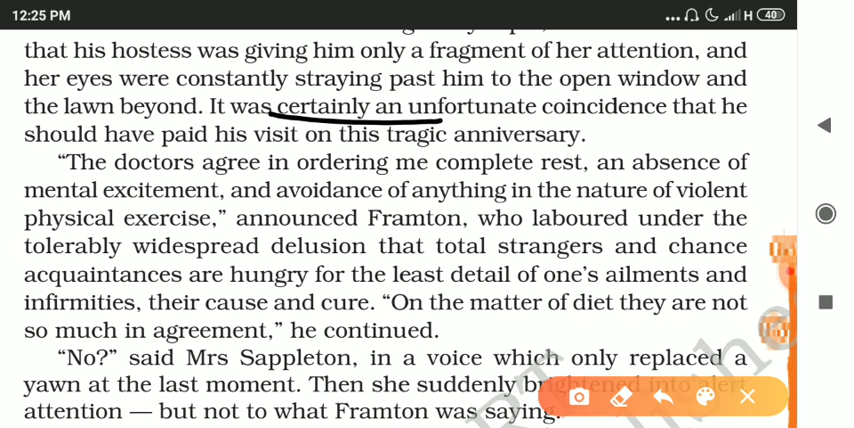 12:25 PM
H 40
that his hostess was giving him only a fragment of her attention, and
her eyes were constantly straying past him to the open window and
the lawn beyond. It was certainly an unfortunate coincidence that he
should have paid his visit on this tragic anniversary.
“The doctors agree in ordering me complete rest, an absence of
mental excitement, and avoidance of anything in the nature of violent
physical exercise,” announced Framton, who laboured under the
tolerably widespread delusion that total strangers and chance
acquaintances are hungry for the least detail of one’s ailments and
infirmities, their cause and cure. “On the matter of diet they are not
so much in agreement,” he continued.
“No?” said Mrs Sappleton, in a voice which only replaced a
yawn at the last moment. Then she suddenly brightened into alert
attention — but not to what Framton was saying.